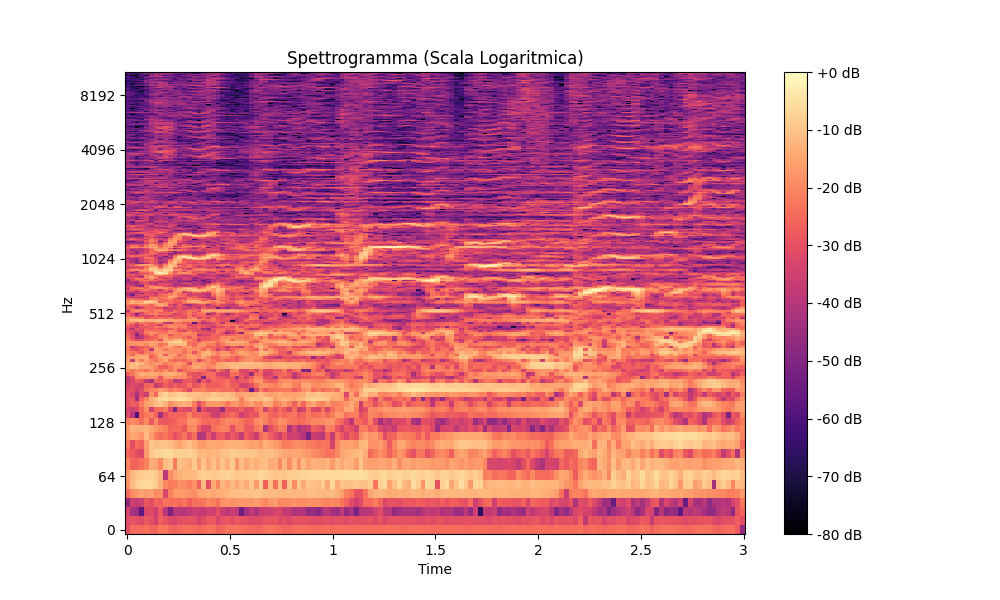 Spettrogramma (Scala Logaritmica)
Hz
8192
4096
2048
1024
512
256
128
64
0
0
0.5
1
1.5
2
2.5
3
Time
+0 dB
-10 dB
-20 dB
-30 dB
-40 dB
-50 dB
-60 dB
-70 dB
-80 dB